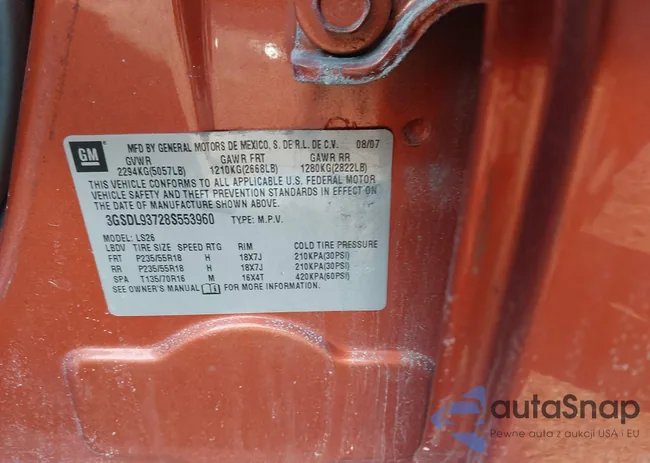 GM
MFD BY GENERAL MOTORS DE MEXICO, S. DE R.L. DE C.V. 08/07
GVWR GAWR FRT GAWR RR
2294KG(5057LB) 1210KG(2668LB) 1280KG(2822LB)
THIS VEHICLE CONFORMS TO ALL APPLICABLE U.S. FEDERAL MOTOR
VEHICLE SAFETY AND THEFT PREVENTION STANDARDS IN EFFECT ON
THE DATE OF MANUFACTURE SHOWN ABOVE.
3GSDL93728S553960 TYPE: M.P.V.
MODEL: LS26
LBDV TIRE SIZE SPEED RTG RIM COLD TIRE PRESSURE
FRT P235/55R18 H 18X7J 210KPA(30PSI)
RR P235/55R18 H 18X7J 210KPA(30PSI)
SPA T135/70R16 M 16X4T 420KPA(60PSI)
SEE OWNER'S MANUAL FOR MORE INFORMATION.
autaSnap
Pewne auta z aukcji USA i EU